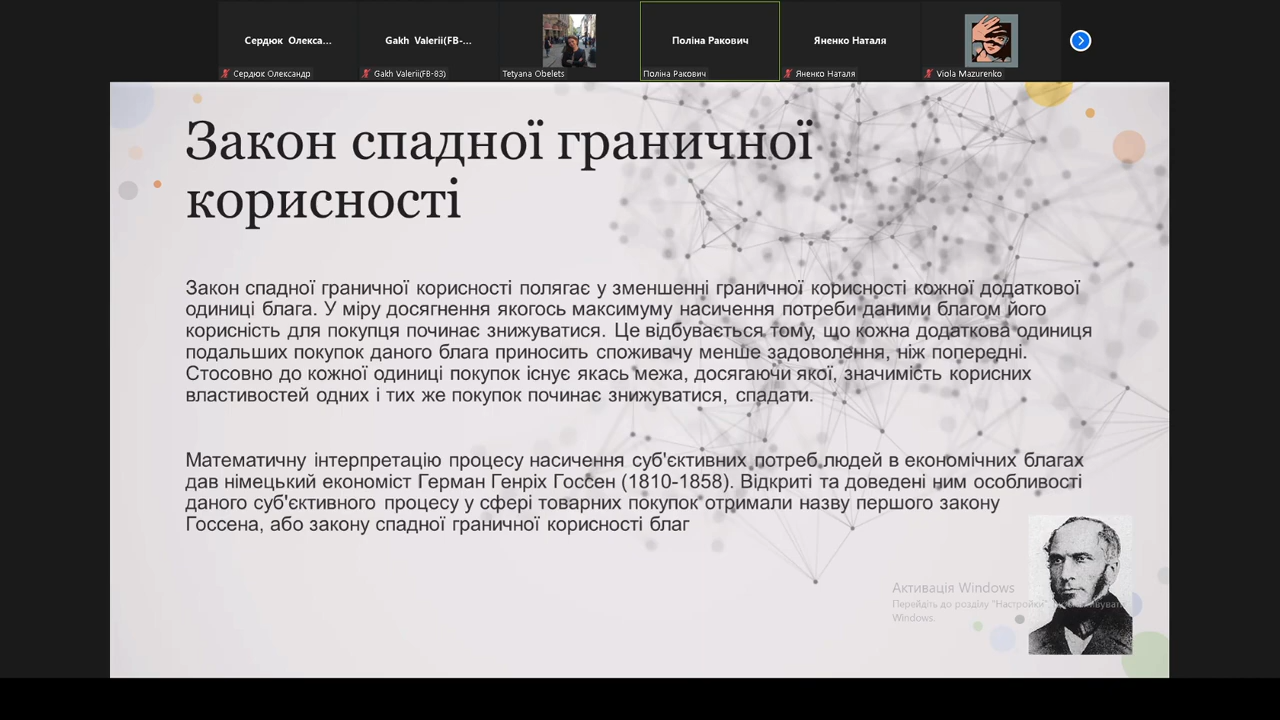 Сердюк Олекса...
Gakh Valerii(FB-...
Поліна Ракович
Яненко Наталя
Сердюк Олександр
Gakh Valerii(FB-83)
Tetyana Obelets
Поліна Ракович
Яненко Наталя
Viola Mazurenko
Закон спадної граничної
корисності
Закон спадної граничної корисності полягає у зменшенні граничної корисності кожної додаткової
одиниці блага. У міру досягнення якогось максимуму насичення потреби даними благом його
корисність для покупця починає знижуватися. Це відбувається тому, що кожна додаткова одиниця
подальших покупок даного блага приносить споживачу менше задоволення, ніж попередні.
Стосовно до кожної одиниці покупок існує якась межа, досягаючи якої, значимість корисних
властивостей одних і тих же покупок починає знижуватися, спадати.
Математичну інтерпретацію процесу насичення суб'єктивних потреб людей в економічних благах
дав німецький економіст Герман Генріх Госсен (1810-1858). Відкриті та доведені ним особливості
даного суб'єктивного процесу у сфері товарних покупок отримали назву першого закону
Госсена, або закону спадної граничної корисності благ
Активація Windows
Перейдіть до розділу "Настройки",
Windows.